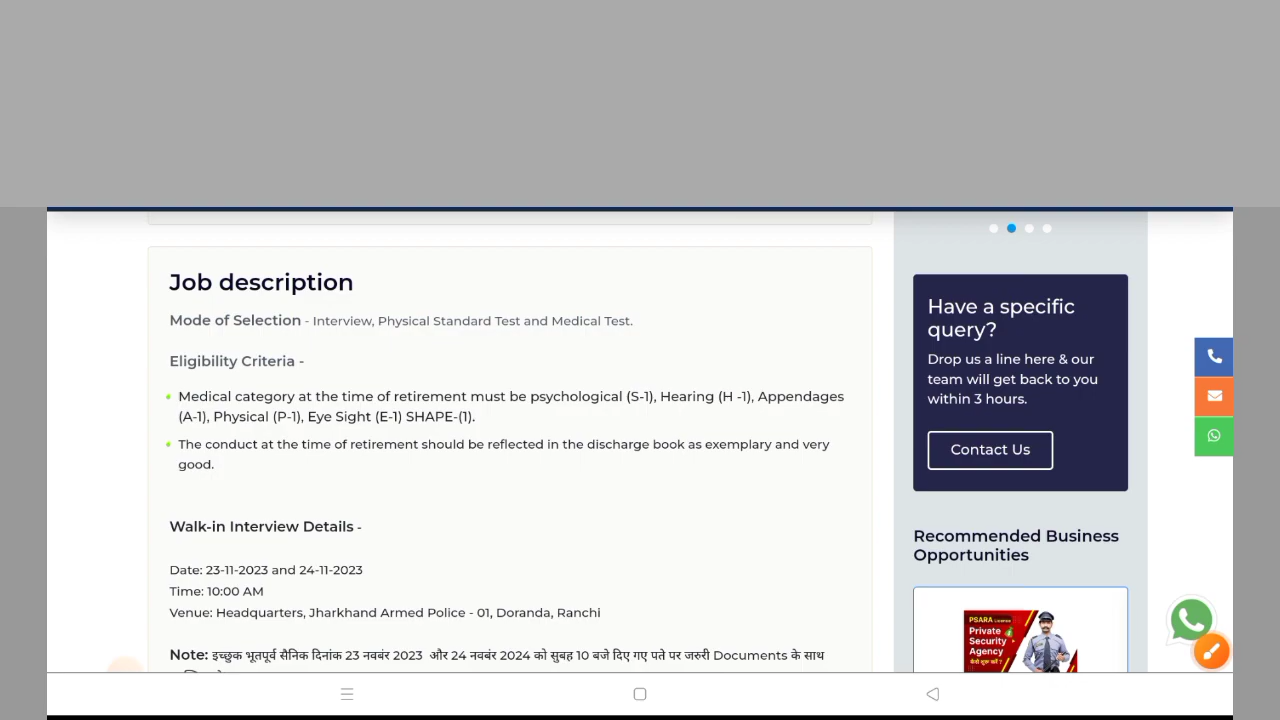 Job description
Mode of Selection - Interview, Physical Standard Test and Medical Test.
Eligibility Criteria -
Medical category at the time of retirement must be psychological (S-1), Hearing (H -1), Appendages
(A-1), Physical (P-1), Eye Sight (E-1) SHAPE-(1).
The conduct at the time of retirement should be reflected in the discharge book as exemplary and very
good.
Walk-in Interview Details -
Date: 23-11-2023 and 24-11-2023
Time: 10:00 AM
Venue: Headquarters, Jharkhand Armed Police - 01, Doranda, Ranchi
Note: इच्छुक भूतपूर्व सैनिक दिनांक 23 नवबंर 2023 और 24 नवबंर 2024 को सुबह 10 बजे दिए गए पते पर जरुरी Documents के साथ
Have a specific
query?
Drop us a line here & our
team will get back to you
within 3 hours.
Contact Us
Recommended Business
Opportunities
PSARA License
Private
Security
Agency
कैसे शुरू करें ?